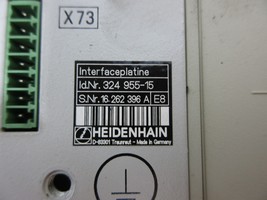 X73
Interfaceplatine
Id.Nr. 324 955-15
S.Nr. 16 262 396 A E8
HEIDENHAIN
D-83301 Traunreut - Made in Germany